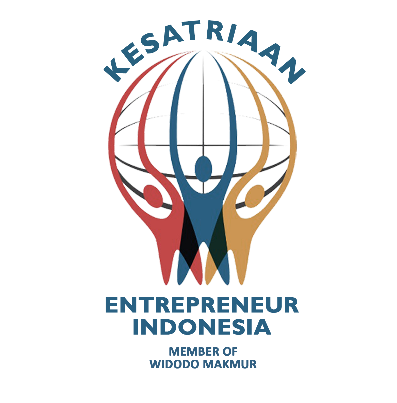 KESATRIAAN
ENTREPRENEUR
INDONESIA
MEMBER OF
WIDODO MAKMUR